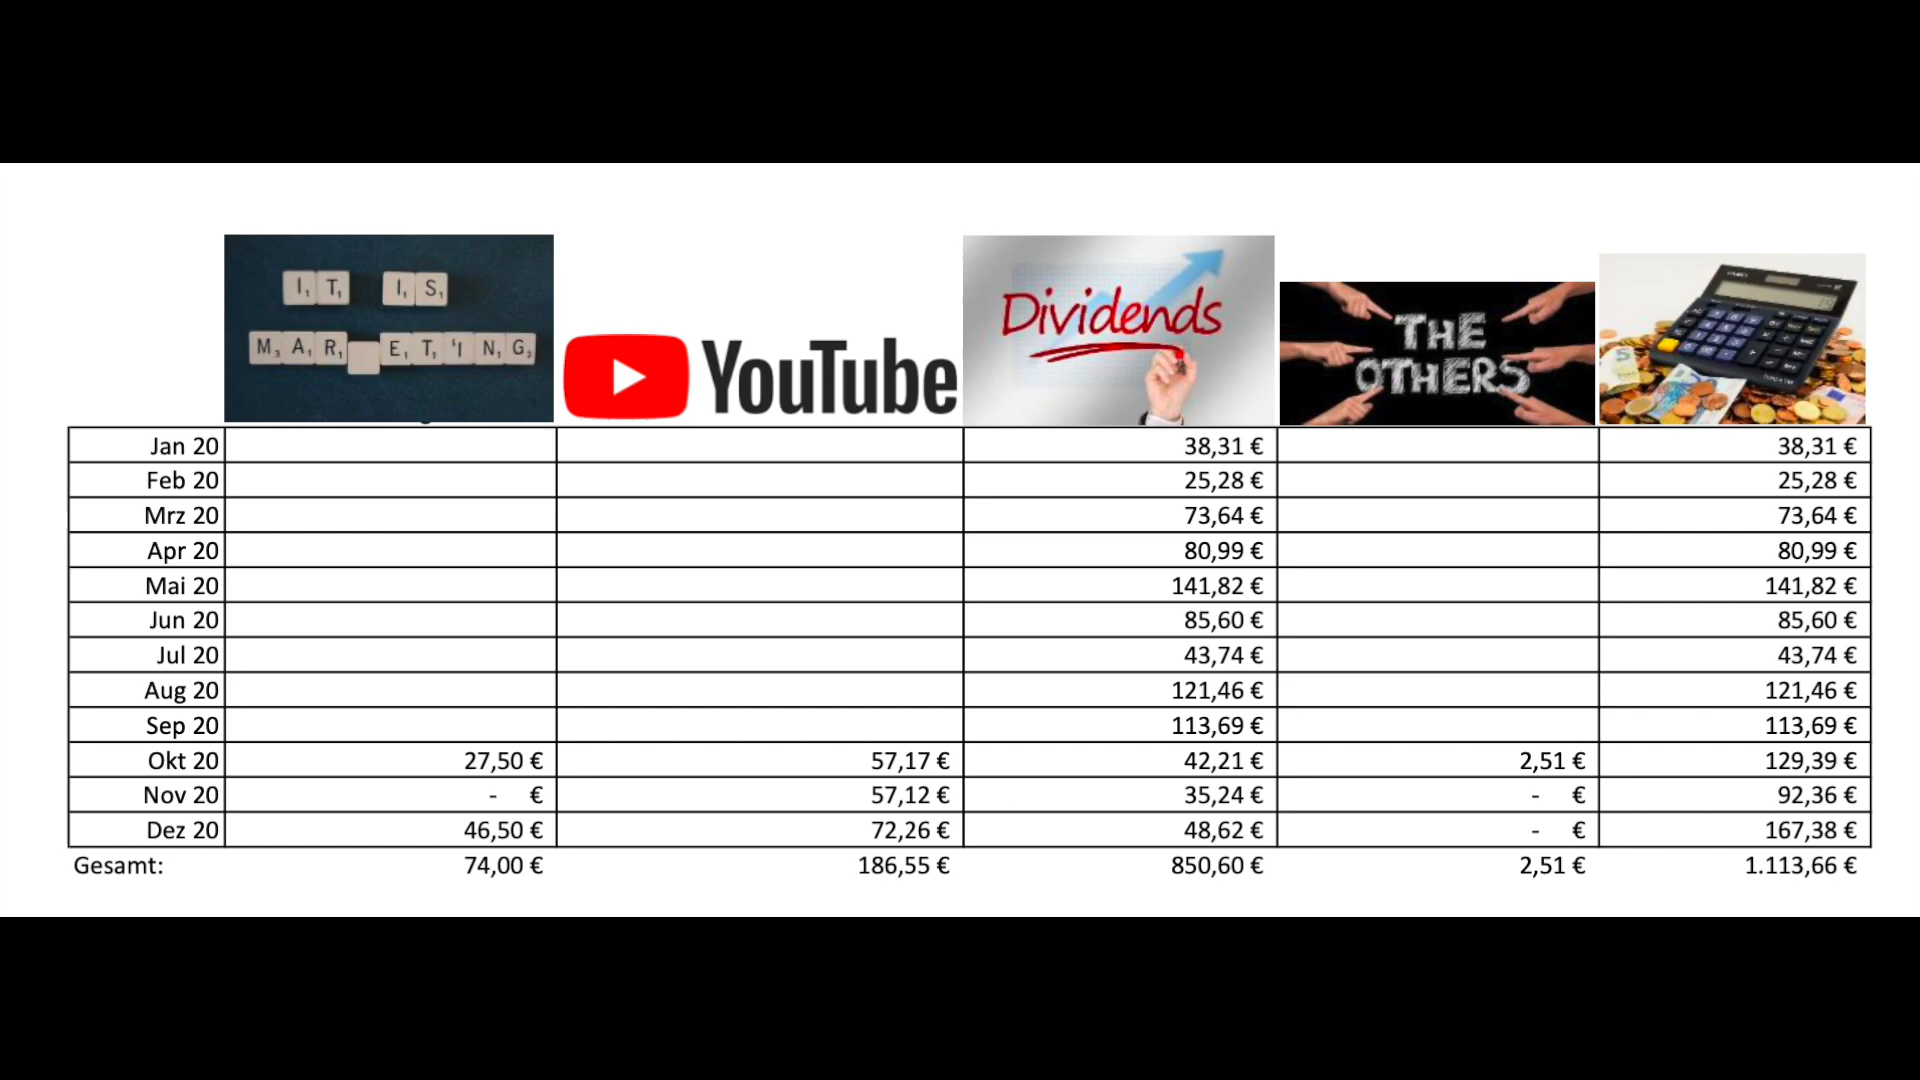 IT IS
MAR ETING
YouTube
Dividends
THE
OTHERS
Jan 20 38,31 € 38,31 €
Feb 20 25,28 € 25,28 €
Mrz 20 73,64 € 73,64 €
Apr 20 80,99 € 80,99 €
Mai 20 141,82 € 141,82 €
Jun 20 85,60 € 85,60 €
Jul 20 43,74 € 43,74 €
Aug 20 121,46 € 121,46 €
Sep 20 113,69 € 113,69 €
Okt 20 27,50 € 57,17 € 42,21 € 2,51 € 129,39 €
Nov 20 - € 57,12 € 35,24 € - € 92,36 €
Dez 20 46,50 € 72,26 € 48,62 € - € 167,38 €
Gesamt: 74,00 € 186,55 € 850,60 € 2,51 € 1.113,66 €